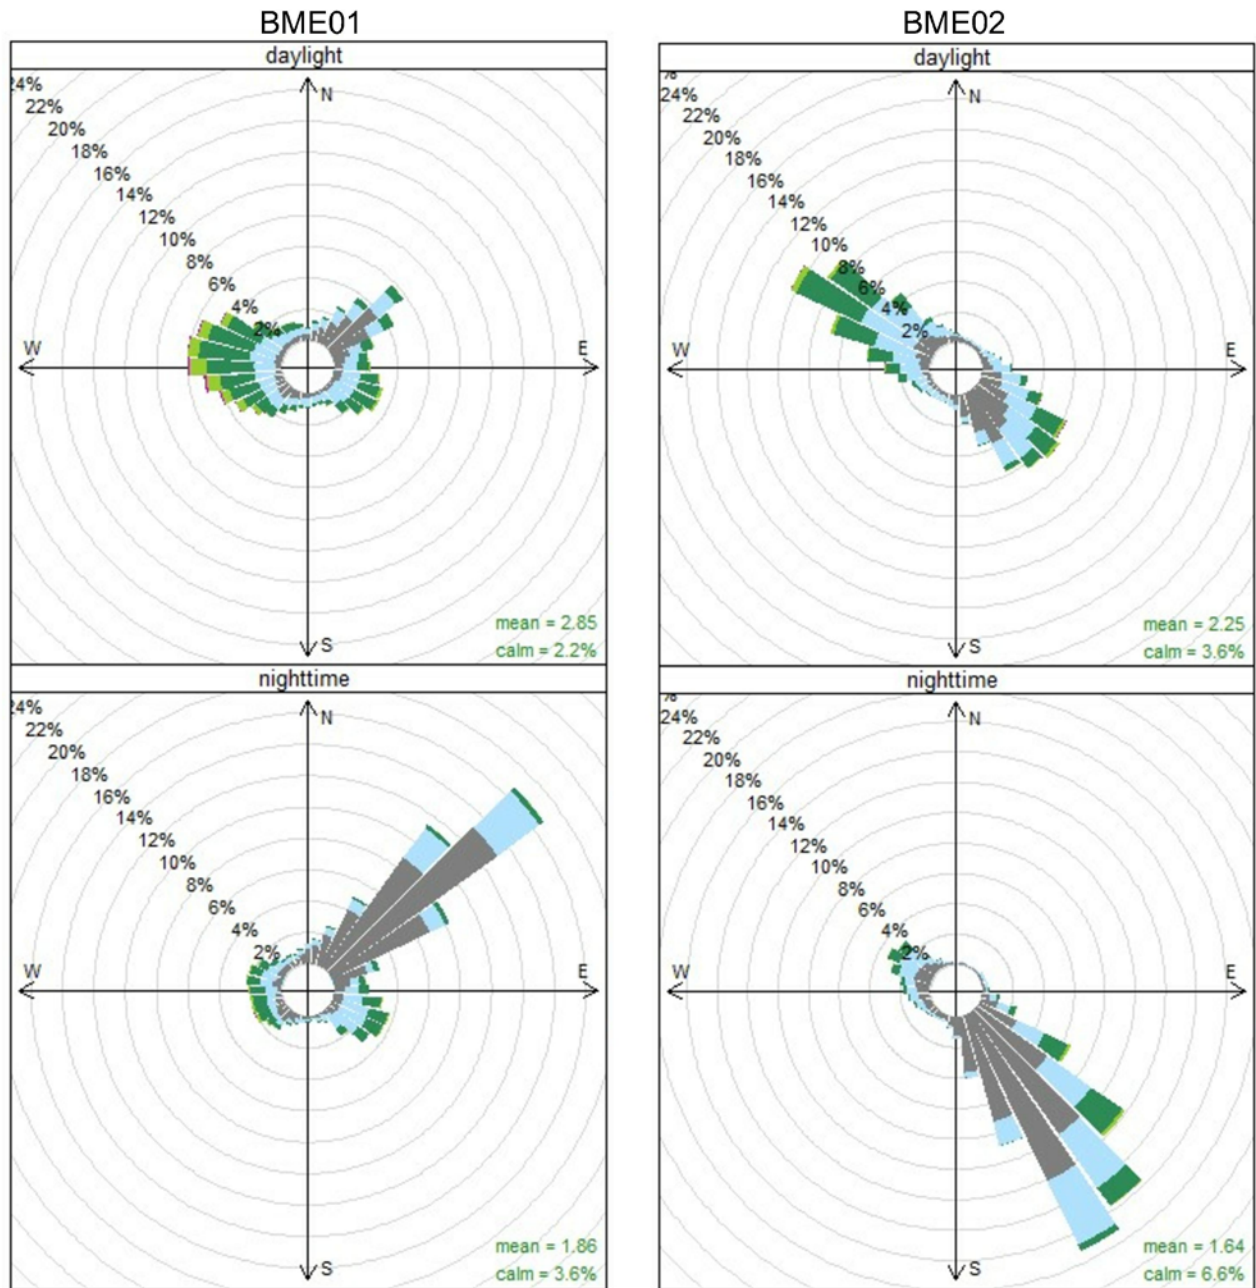 BME01
BME02
daylight
daylight
N
24%
22%
20%
18%
16%
14%
12%
10%
8%
6%
4%
2%
W
E
S
mean = 2.85
calm = 2.2%
N
24%
22%
20%
18%
16%
14%
12%
10%
8%
6%
4%
2%
W
E
S
mean = 2.25
calm = 3.6%
nighttime
nighttime
N
24%
22%
20%
18%
16%
14%
12%
10%
8%
6%
4%
2%
W
E
S
mean = 1.86
calm = 3.6%
N
24%
22%
20%
18%
16%
14%
12%
10%
8%
6%
4%
2%
W
E
S
mean = 1.64
calm = 6.6%